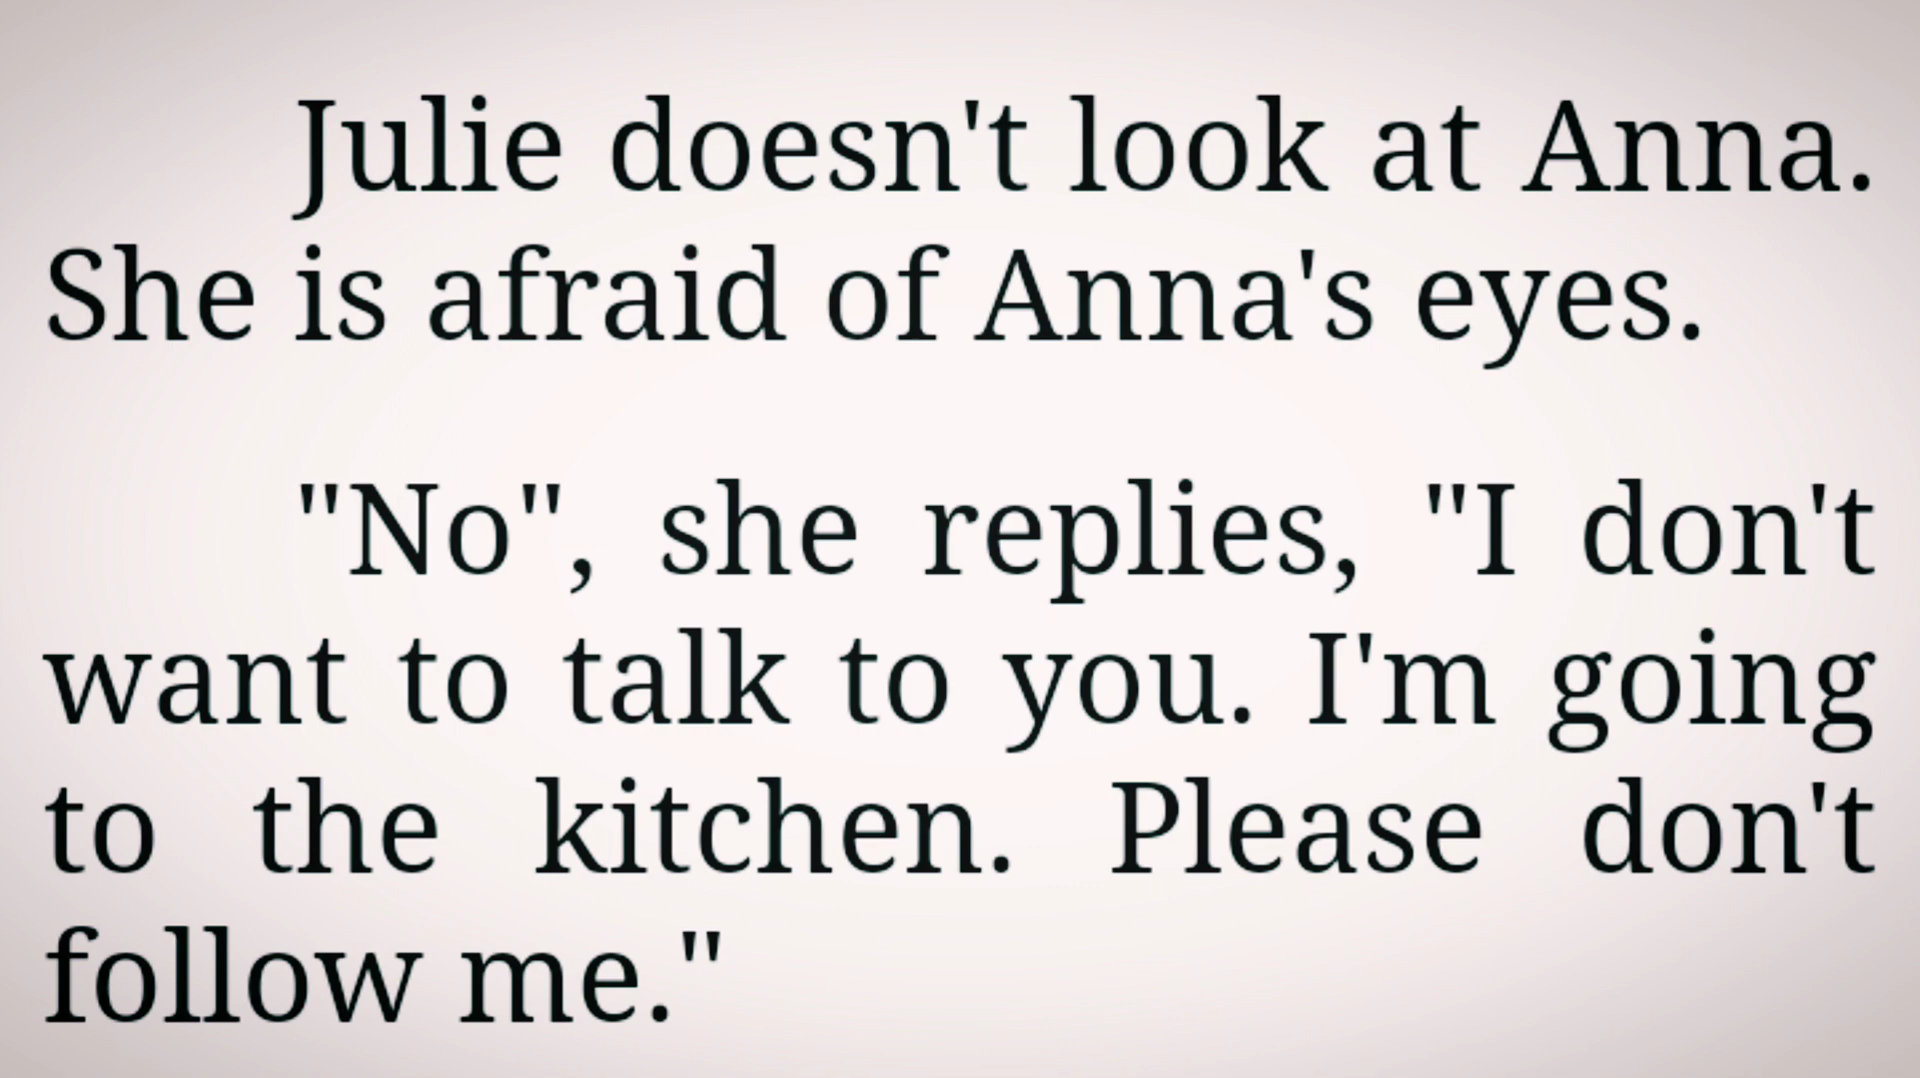 Julie doesn't look at Anna.
She is afraid of Anna's eyes.
"No", she replies, "I don't
want to talk to you. I'm going
to the kitchen. Please don't
follow me."